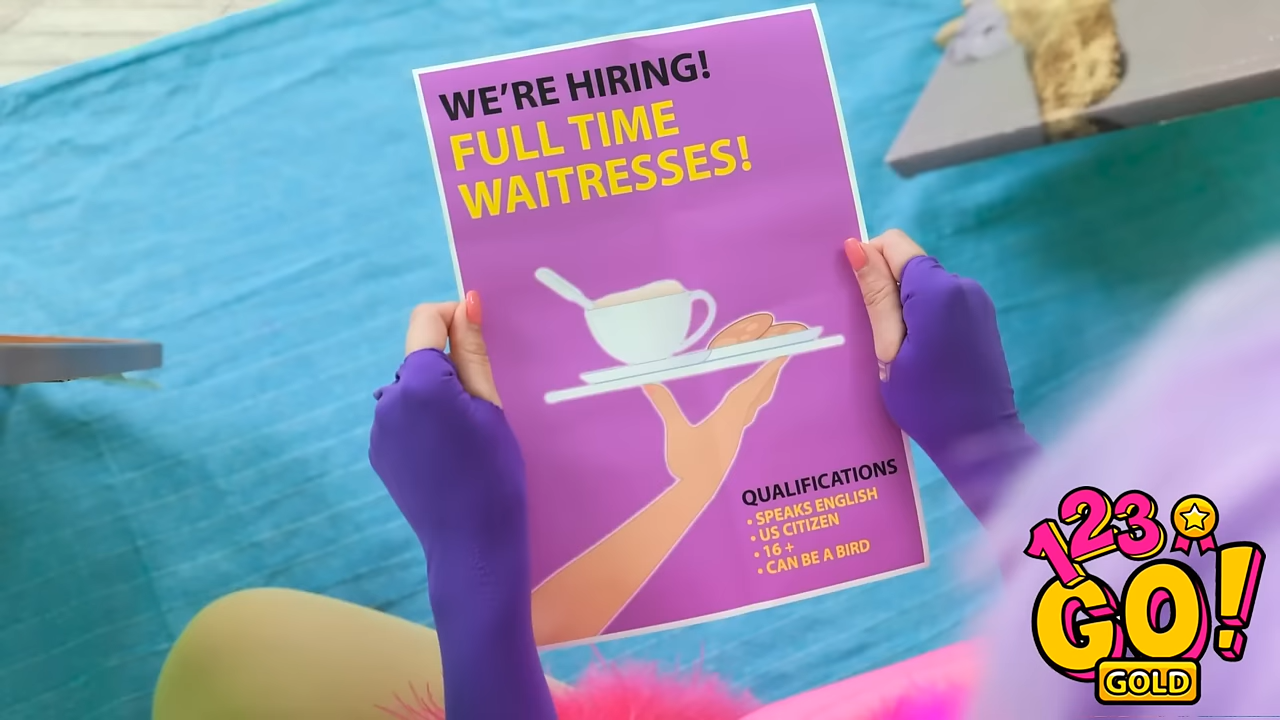 WE'RE HIRING!
FULL TIME
WAITRESSES!
QUALIFICATIONS
• SPEAKS ENGLISH
• US CITIZEN
• 16 +
• CAN BE A BIRD
123
GO!
GOLD